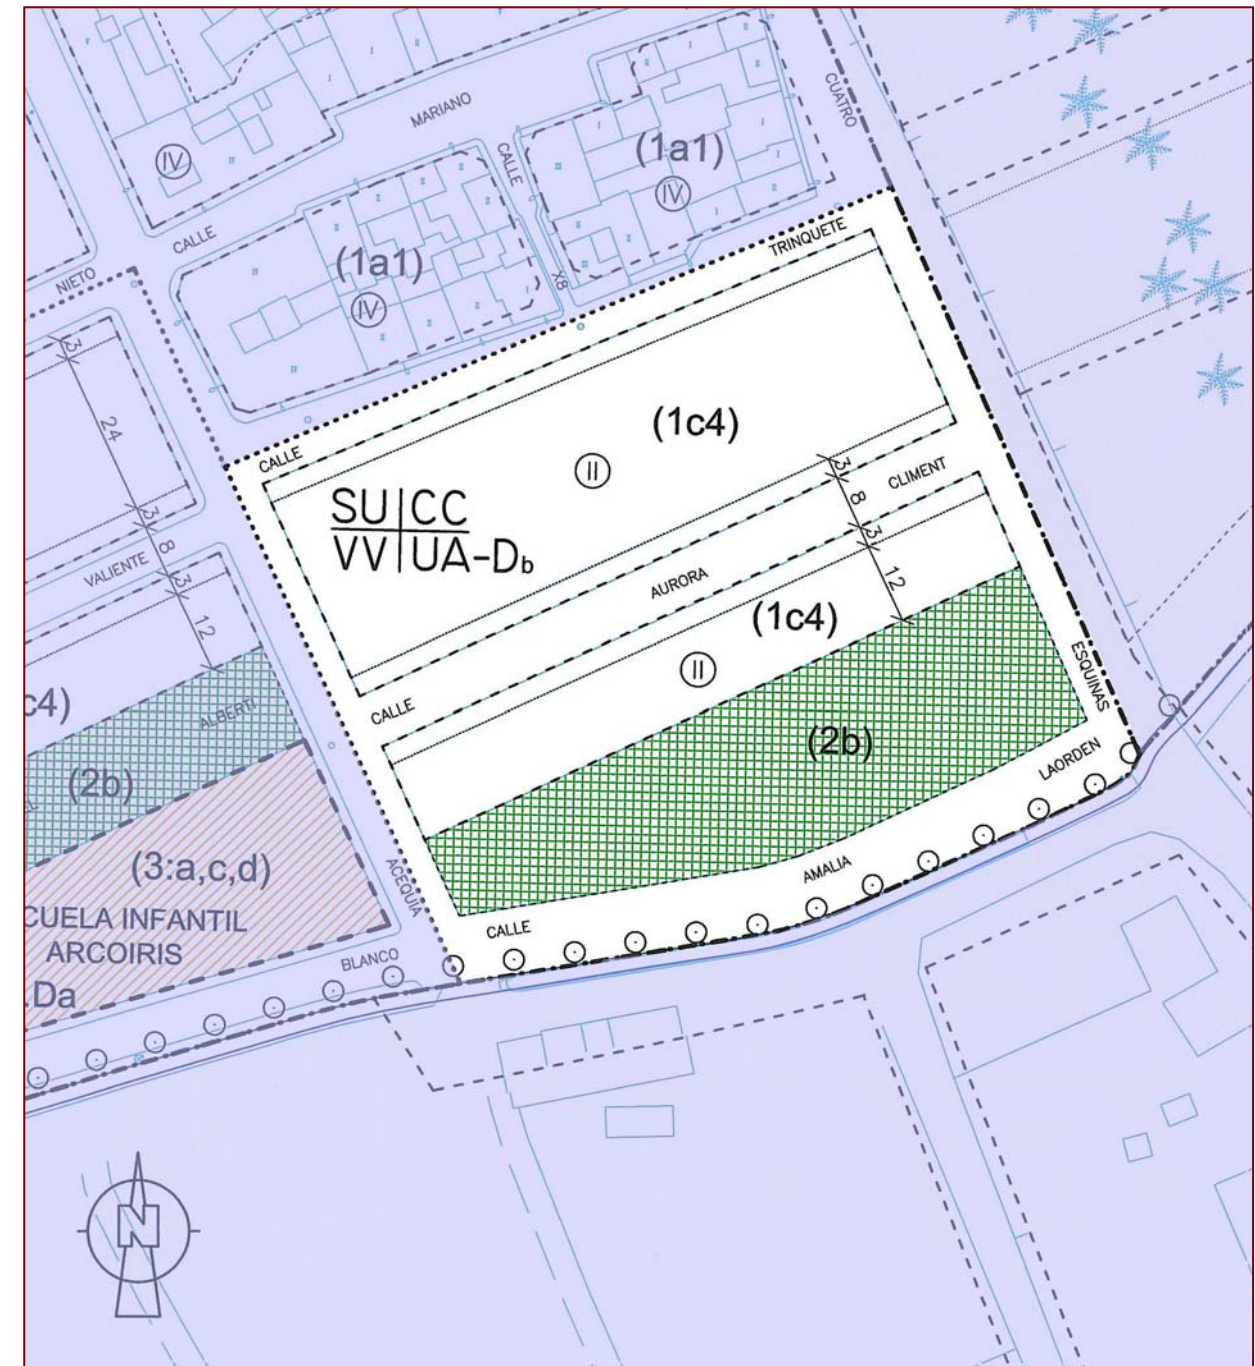 MARIANO
CUATRO
CALLE
(1a1)
IV
IV
CALLE
(1a1)
IV
X8
TRINQUETE
NIETO
3
24
3
8
3
12
VALIENTE
CALLE
(1c4)
II
SU CC
VV UA-Db
3
8
3
12
CLIMENT
AURORA
(1c4)
II
CALLE
ESQUINAS
c4)
ALBERTI
(2b)
(2b)
LAORDEN
(3:a,c,d)
ACEQUIA
AMALIA
CUELA INFANTIL
ARCOIRIS
CALLE
BLANCO
.Da
N